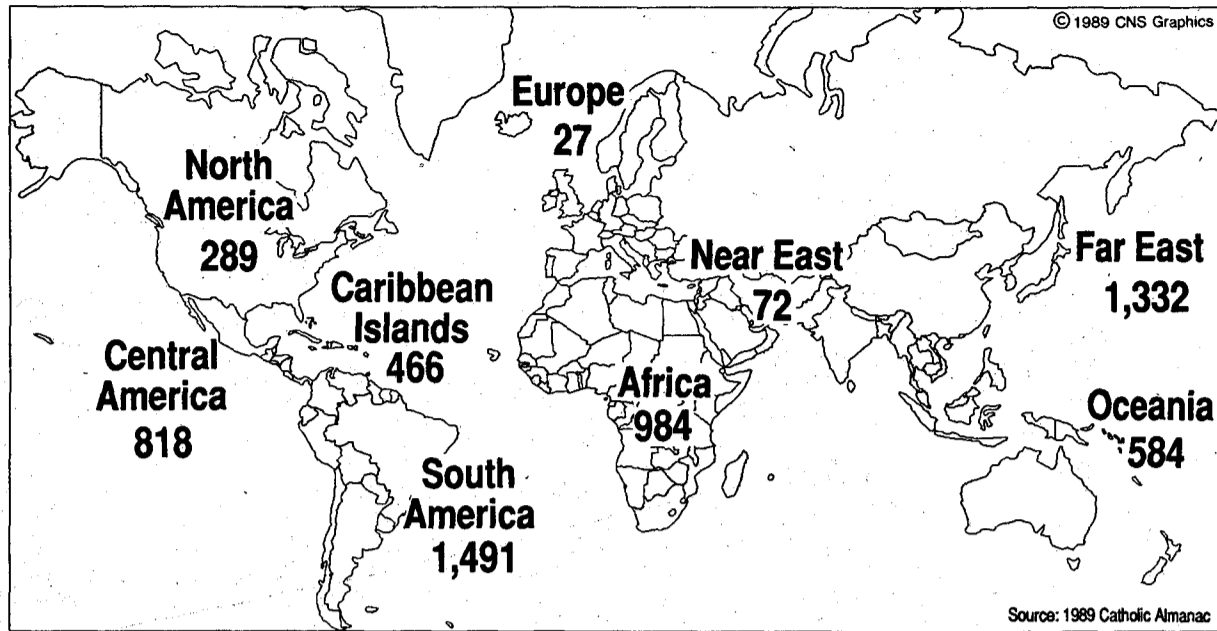 © 1989 CNS Graphics
Europe
27
North
America
289
Near East
72
Far East
1,332
Caribbean
Islands
466
Central
America
818
Africa
984
Oceania
584
South
America
1,491
Source: 1989 Catholic Almanac